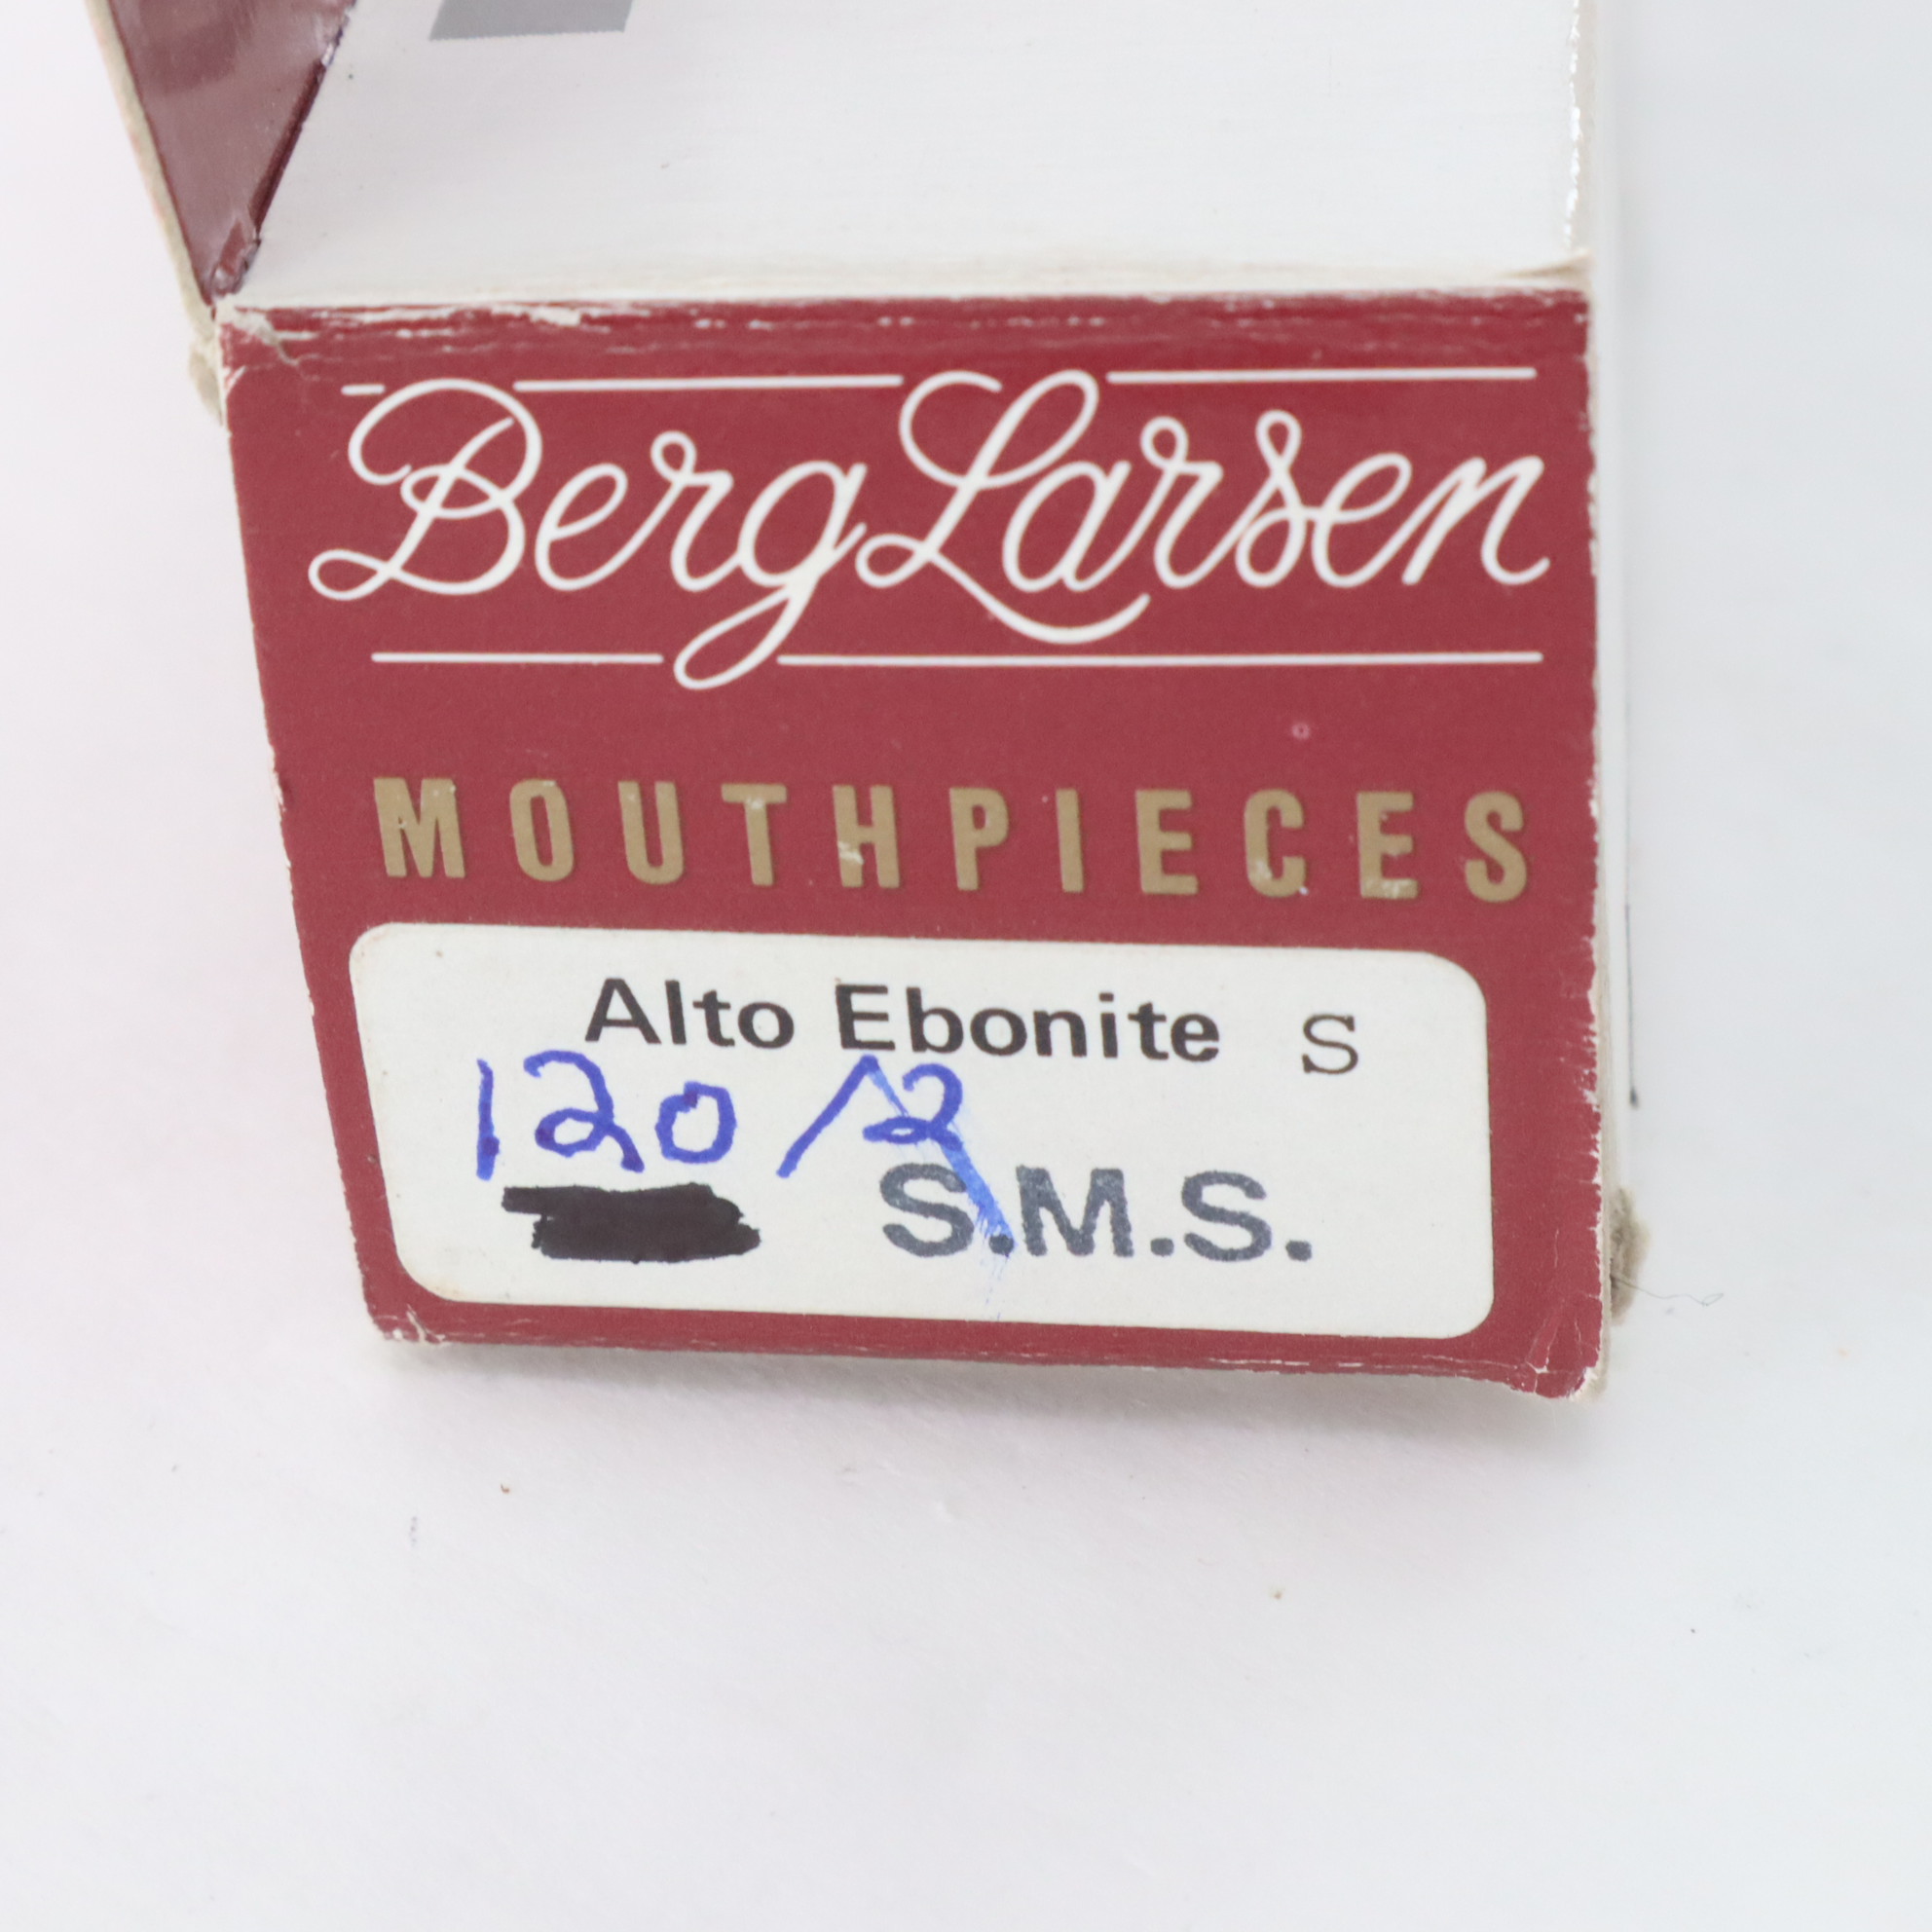 Berg Larsen
MOUTHPIECES
Alto Ebonite S
120/2
S.M.S.